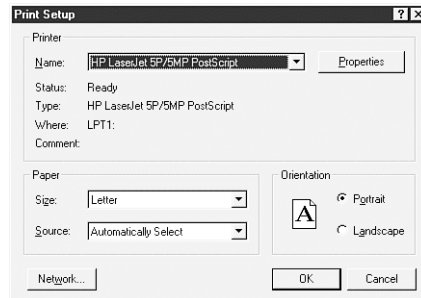 Print Setup
Printer
Name: HP LaserJet 5P/5MP PostScript Properties
Status: Ready
Type: HP LaserJet 5P/5MP PostScript
Where: LPT1:
Comment:
Paper Orientation
Size: Letter Portrait
A
Source: Automatically Select Landscape
Network... OK Cancel